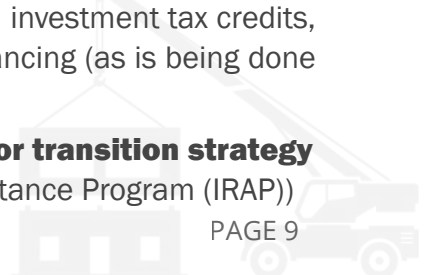 investment tax credits,
ancing (as is being done
or transition strategy
tance Program (IRAP))
PAGE 9